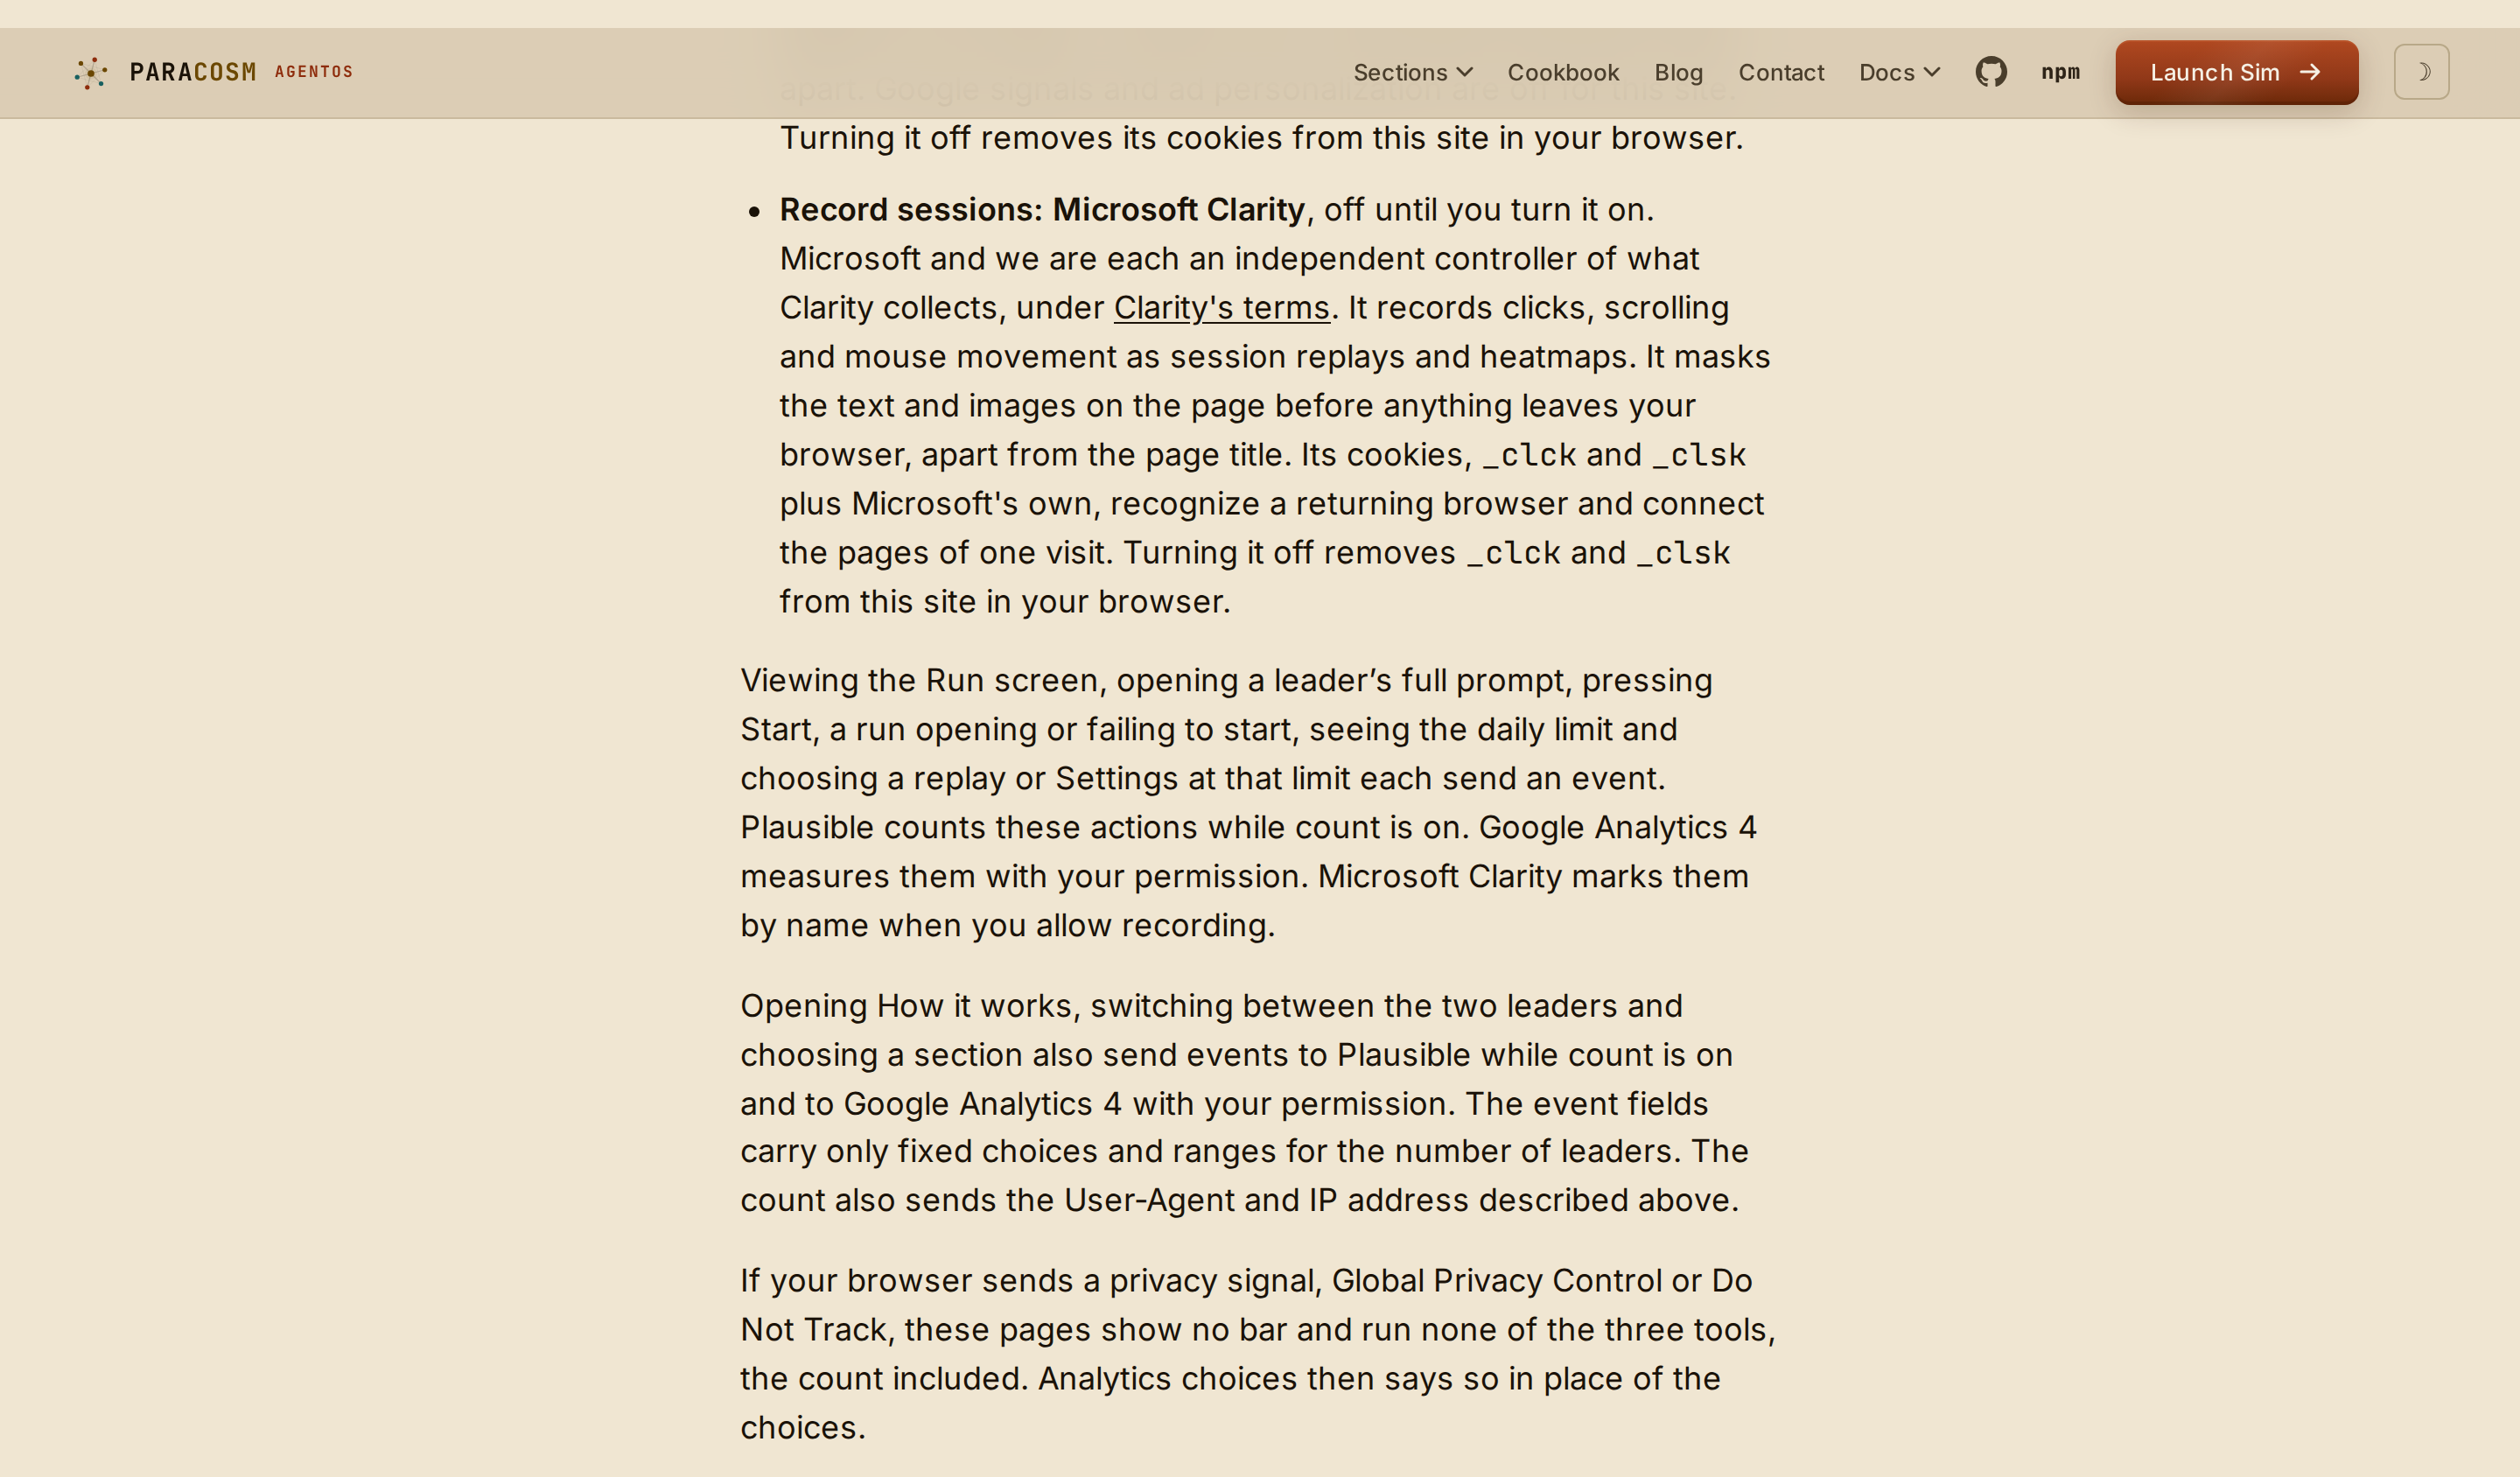 PARACOSM AGENTOS
Sections Cookbook Blog Contact Docs npm Launch Sim →
apart. Google signals and ad personalization are off for this site.
Turning it off removes its cookies from this site in your browser.
• Record sessions: Microsoft Clarity, off until you turn it on.
Microsoft and we are each an independent controller of what
Clarity collects, under Clarity's terms. It records clicks, scrolling
and mouse movement as session replays and heatmaps. It masks
the text and images on the page before anything leaves your
browser, apart from the page title. Its cookies, _clck and _clsk
plus Microsoft's own, recognize a returning browser and connect
the pages of one visit. Turning it off removes _clck and _clsk
from this site in your browser.
Viewing the Run screen, opening a leader’s full prompt, pressing
Start, a run opening or failing to start, seeing the daily limit and
choosing a replay or Settings at that limit each send an event.
Plausible counts these actions while count is on. Google Analytics 4
measures them with your permission. Microsoft Clarity marks them
by name when you allow recording.
Opening How it works, switching between the two leaders and
choosing a section also send events to Plausible while count is on
and to Google Analytics 4 with your permission. The event fields
carry only fixed choices and ranges for the number of leaders. The
count also sends the User-Agent and IP address described above.
If your browser sends a privacy signal, Global Privacy Control or Do
Not Track, these pages show no bar and run none of the three tools,
the count included. Analytics choices then says so in place of the
choices.